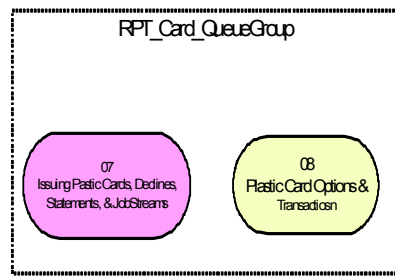 RPT_Card_QueueGroup
07
Issuing Pastic Cards, Declines,
Statements, & JobStreams
08
Plastic Card Options &
Transactiosn